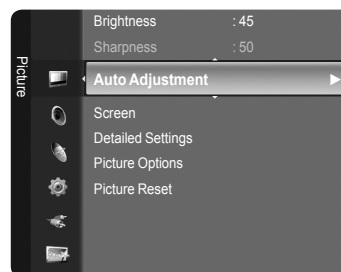 Picture
Brightness : 45
Sharpness : 50
Auto Adjustment
Screen
Detailed Settings
Picture Options
Picture Reset